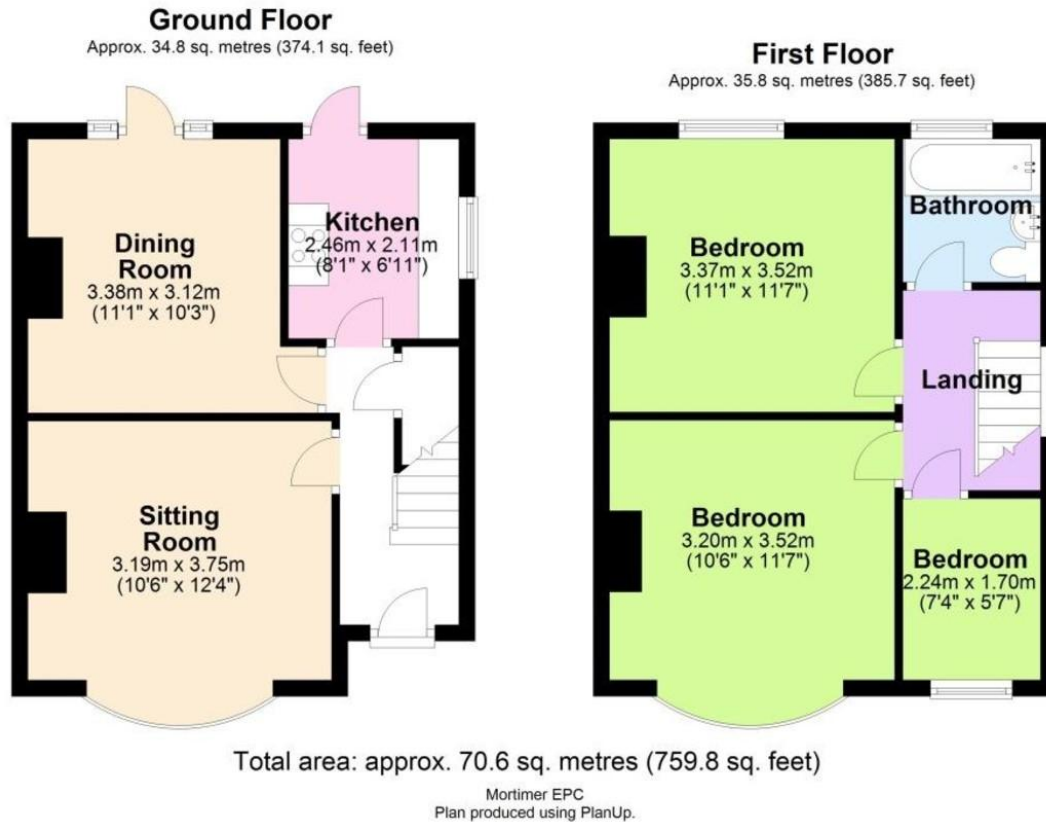 Ground Floor
Approx. 34.8 sq. metres (374.1 sq. feet)
Dining
Room
3.38m x 3.12m
(11'1" x 10'3")
Kitchen
2.46m x 2.11m
(8'1" x 6'11")
Sitting
Room
3.19m x 3.75m
(10'6" x 12'4")
First Floor
Approx. 35.8 sq. metres (385.7 sq. feet)
Bedroom
3.37m x 3.52m
(11'1" x 11'7")
Bathroom
Landing
Bedroom
3.20m x 3.52m
(10'6" x 11'7")
Bedroom
2.24m x 1.70m
(7'4" x 5'7")
Total area: approx. 70.6 sq. metres (759.8 sq. feet)
Mortimer EPC
Plan produced using PlanUp.